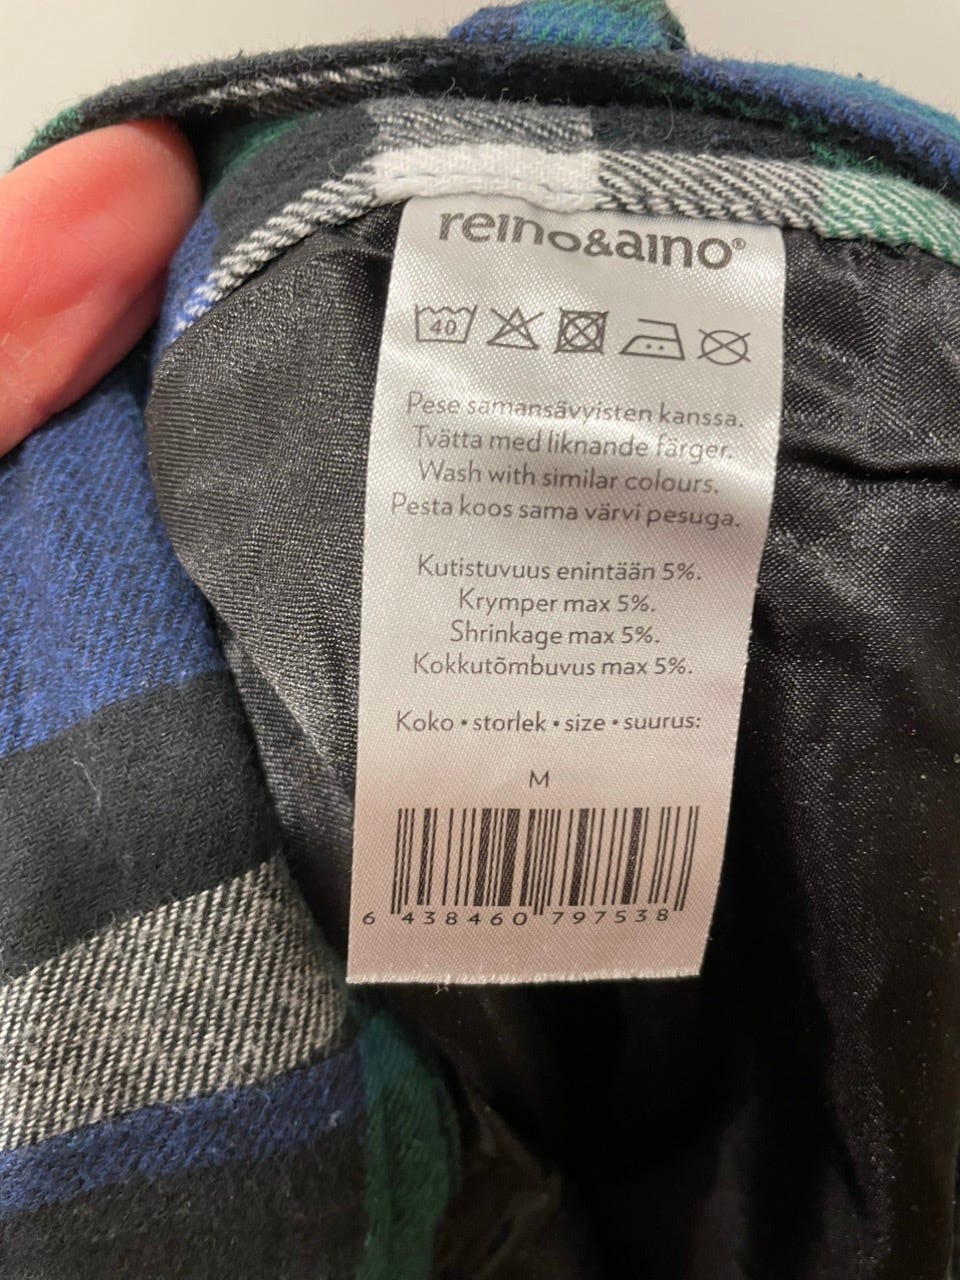 reino&aino®
40
Pese samansävyisten kanssa.
Tvätta med liknande färger.
Wash with similar colours.
Pesta koos sama värvi pesuga.
Kutistuvuus enintään 5%.
Krymper max 5%.
Shrinkage max 5%.
Kokkutõmbuvus max 5%.
Koko • storlek • size • suurus:
M
6 438460 797538